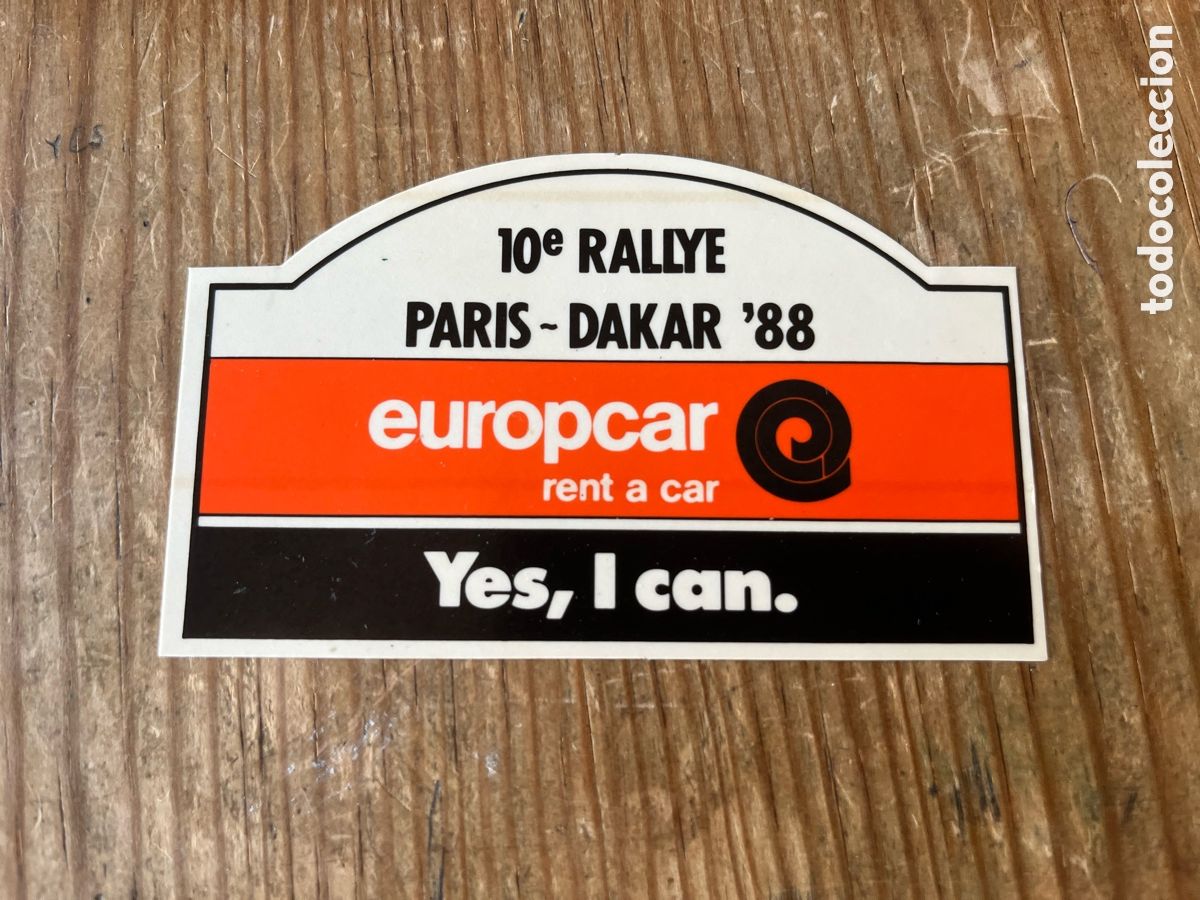 10e RALLYE
PARIS ~ DAKAR '88
europcar
rent a car
Yes, I can.
todocoleccion